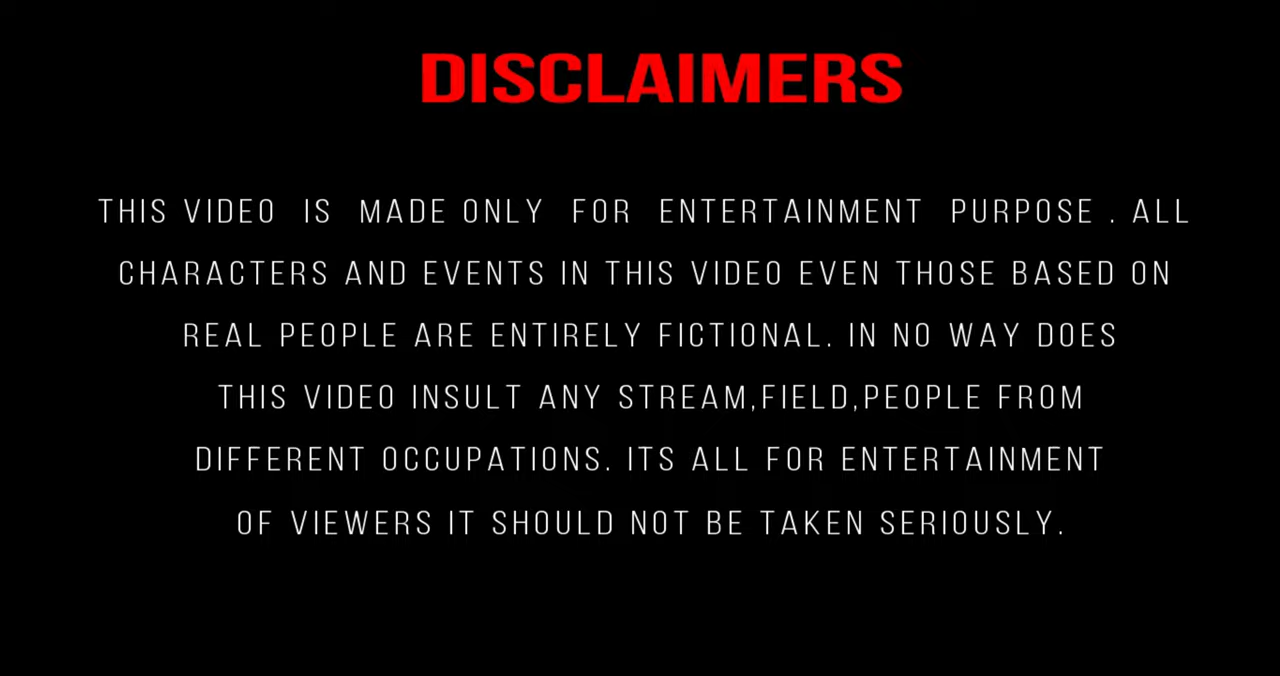 DISCLAIMERS
THIS VIDEO IS MADE ONLY FOR ENTERTAINMENT PURPOSE . ALL
CHARACTERS AND EVENTS IN THIS VIDEO EVEN THOSE BASED ON
REAL PEOPLE ARE ENTIRELY FICTIONAL. IN NO WAY DOES
THIS VIDEO INSULT ANY STREAM,FIELD,PEOPLE FROM
DIFFERENT OCCUPATIONS. ITS ALL FOR ENTERTAINMENT
OF VIEWERS IT SHOULD NOT BE TAKEN SERIOUSLY.